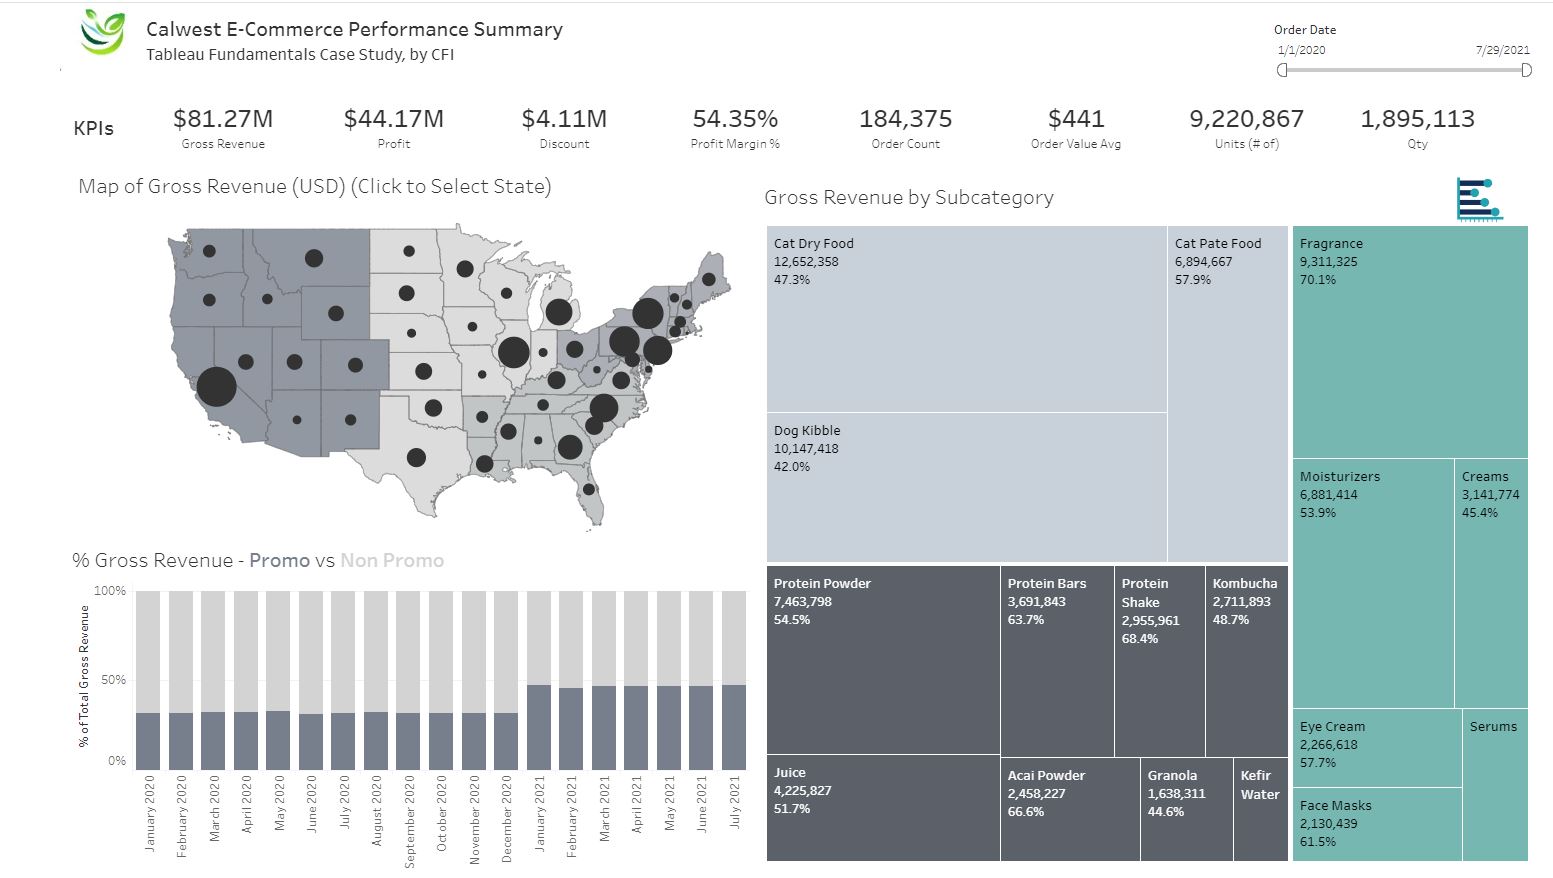 Calwest E-Commerce Performance Summary
Tableau Fundamentals Case Study, by CFI
Order Date
1/1/2020 7/29/2021
KPIs
$81.27M
Gross Revenue
$44.17M
Profit
$4.11M
Discount
54.35%
Profit Margin %
184,375
Order Count
$441
Order Value Avg
9,220,867
Units (# of)
1,895,113
Qty
Map of Gross Revenue (USD) (Click to Select State)
% Gross Revenue - Promo vs Non Promo
% of Total Gross Revenue
100%
50%
0%
January 2020
February 2020
March 2020
April 2020
May 2020
June 2020
July 2020
August 2020
September 2020
October 2020
November 2020
December 2020
January 2021
February 2021
March 2021
April 2021
May 2021
June 2021
July 2021
Gross Revenue by Subcategory
Cat Dry Food
12,652,358
47.3%
Cat Pate Food
6,894,667
57.9%
Dog Kibble
10,147,418
42.0%
Protein Powder
7,463,798
54.5%
Protein Bars
3,691,843
63.7%
Protein
Shake
2,955,961
68.4%
Kombucha
2,711,893
48.7%
Juice
4,225,827
51.7%
Acai Powder
2,458,227
66.6%
Granola
1,638,311
44.6%
Kefir
Water
Fragrance
9,311,325
70.1%
Moisturizers
6,881,414
53.9%
Creams
3,141,774
45.4%
Eye Cream
2,266,618
57.7%
Serums
Face Masks
2,130,439
61.5%